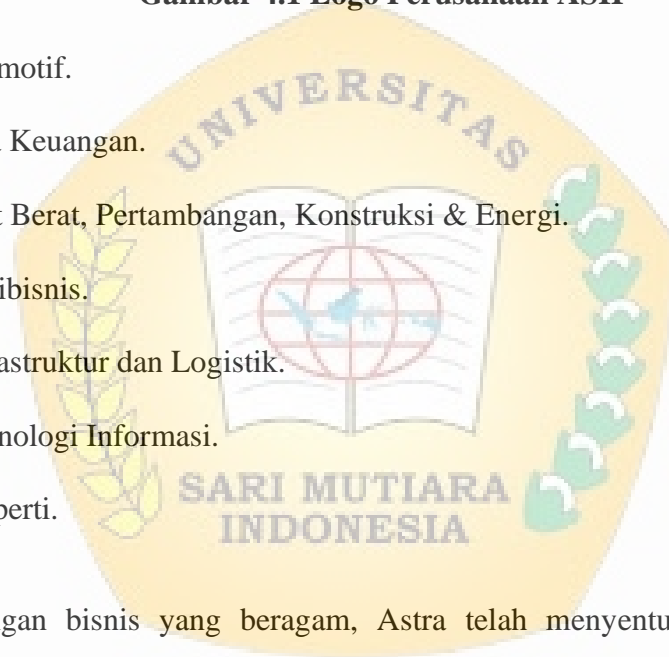 Gambar 4.1 Logo Perusahaan ASII
motif.
Keuangan.
t Berat, Pertambangan, Konstruksi & Energi.
ibisnis.
astruktur dan Logistik.
nologi Informasi.
perti.
ngan bisnis yang beragam, Astra telah menyentu
UNIVERSITAS
SARI MUTIARA
INDONESIA